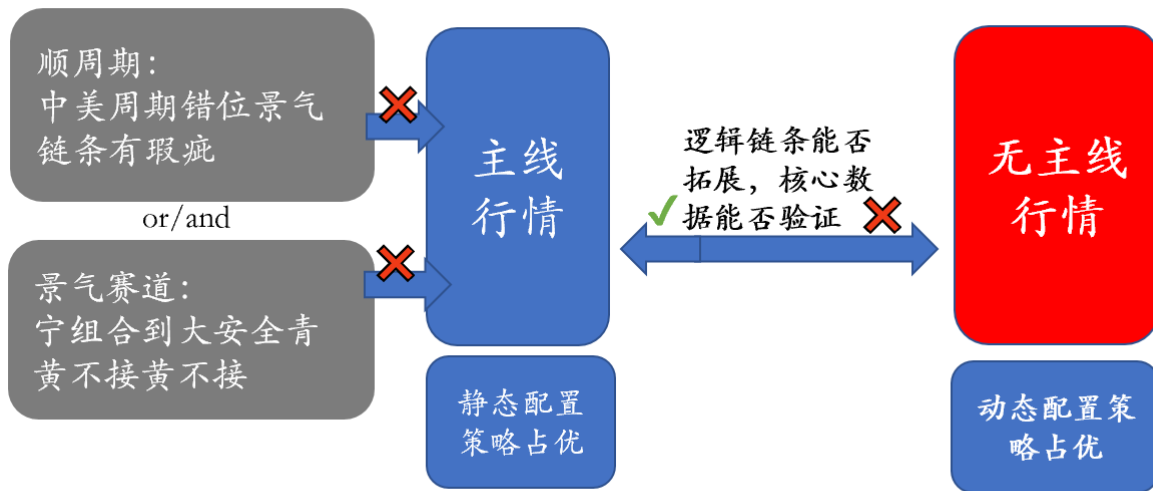 顺周期：
中美周期错位景气
链条有瑕疵
or/and
景气赛道：
宁组合到大安全青
黄不接黄不接
主线
行情
静态配置
策略占优
逻辑链条能否
拓展，核心数
据能否验证
无主线
行情
动态配置策
略占优